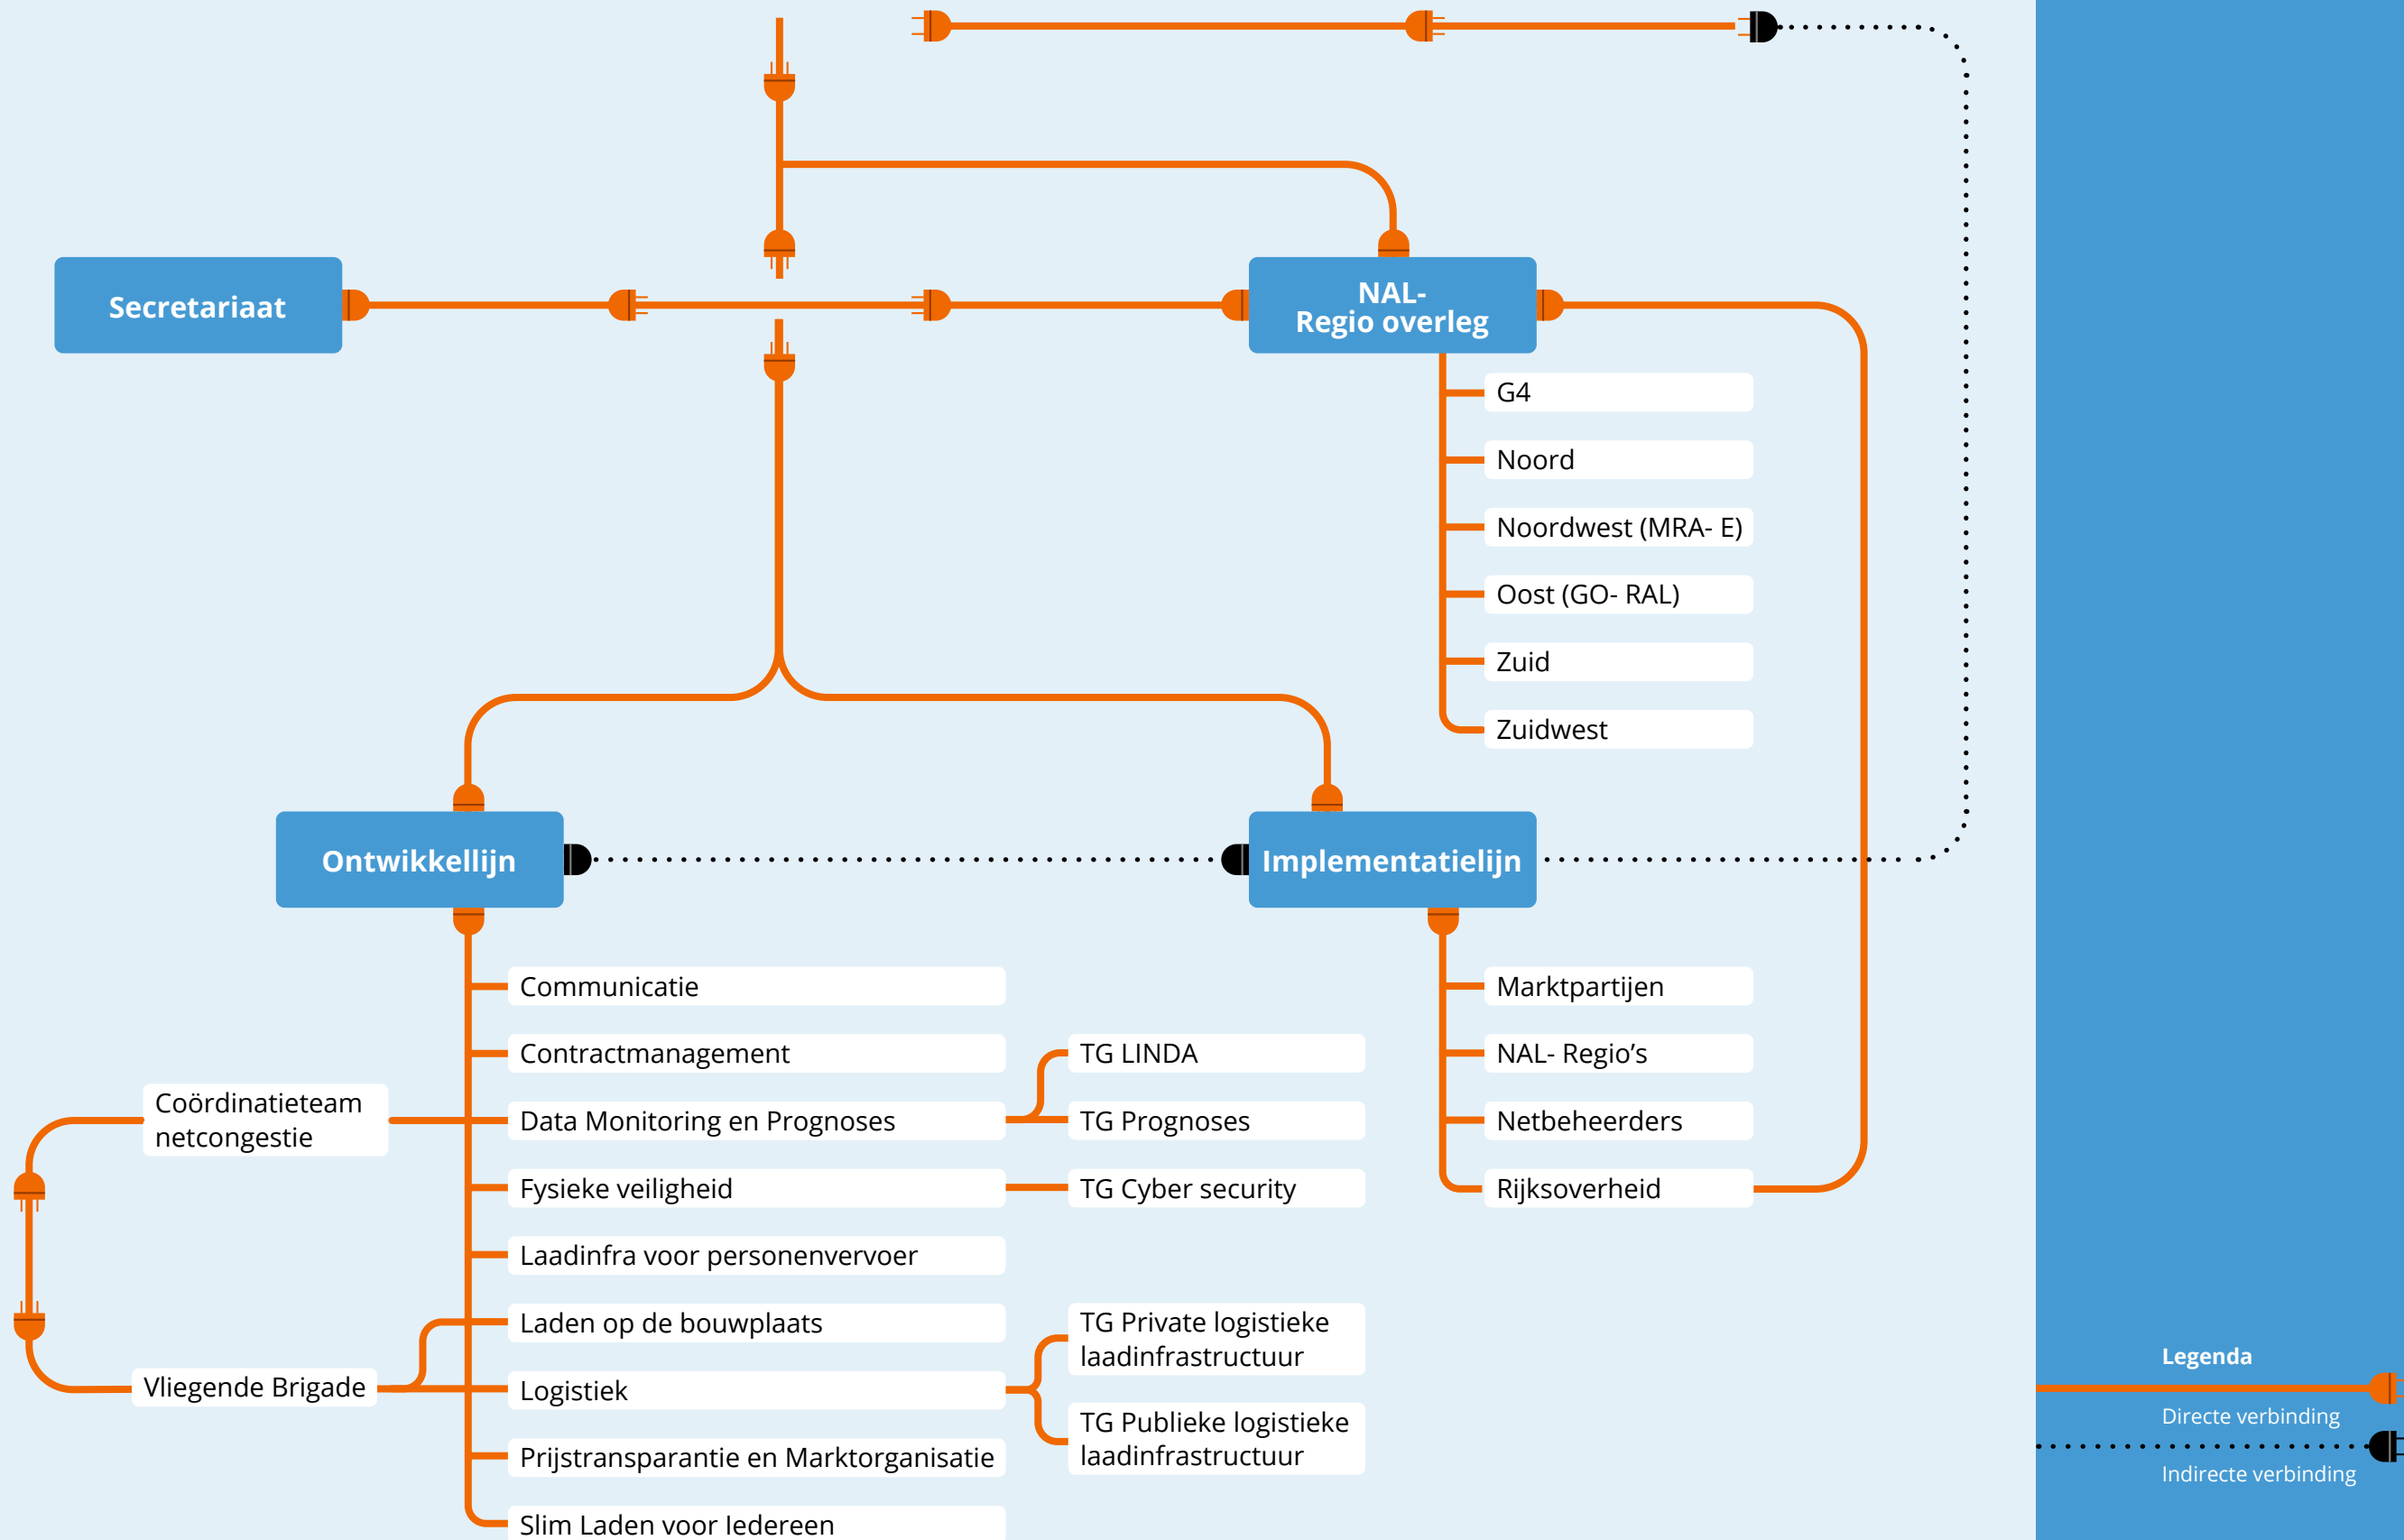 Secretariaat
NAL-
Regio overleg
G4
Noord
Noordwest (MRA- E)
Oost (GO- RAL)
Zuid
Zuidwest
Ontwikkellijn
Implementatielijn
Communicatie
Contractmanagement
Data Monitoring en Prognoses
Fysieke veiligheid
Laadinfra voor personenvervoer
Laden op de bouwplaats
Logistiek
Prijstransparantie en Marktorganisatie
Slim Laden voor Iedereen
Coördinatieteam
netcongestie
Vliegende Brigade
TG LINDA
TG Prognoses
TG Cyber security
TG Private logistieke
laadinfrastructuur
TG Publieke logistieke
laadinfrastructuur
Marktpartijen
NAL- Regio’s
Netbeheerders
Rijksoverheid
Legenda
Directe verbinding
Indirecte verbinding